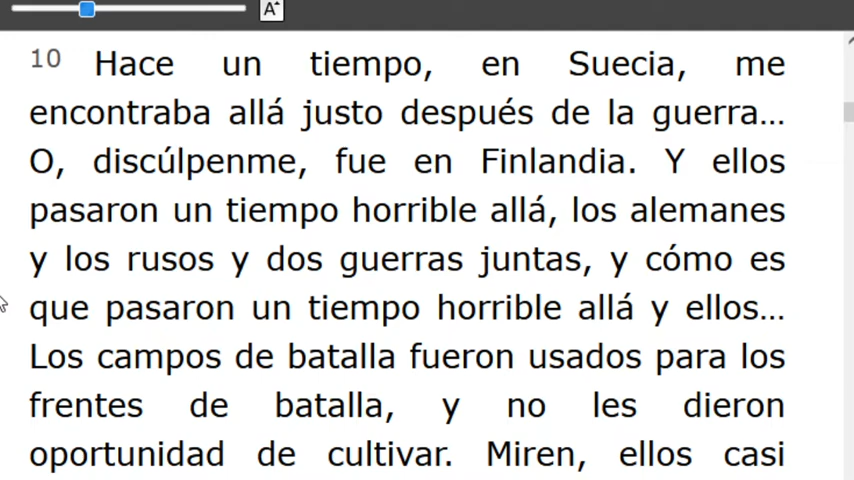 A
10 Hace un tiempo, en Suecia, me
encontraba allá justo después de la guerra...
O, discúlpenme, fue en Finlandia. Y ellos
pasaron un tiempo horrible allá, los alemanes
y los rusos y dos guerras juntas, y cómo es
que pasaron un tiempo horrible allá y ellos...
Los campos de batalla fueron usados para los
frentes de batalla, y no les dieron
oportunidad de cultivar. Miren, ellos casi